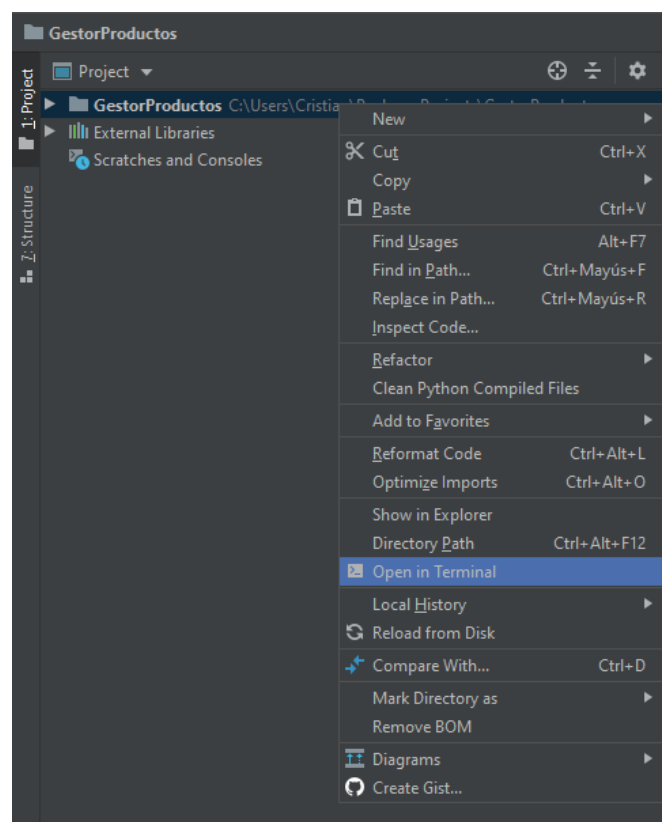 GestorProductos
Project
1: Project
7: Structure
GestorProductos C:\Users\Cristia
External Libraries
Scratches and Consoles
New
Cut Ctrl+X
Copy
Paste Ctrl+V
Find Usages Alt+F7
Find in Path... Ctrl+Mayús+F
Replace in Path... Ctrl+Mayús+R
Inspect Code...
Refactor
Clean Python Compiled Files
Add to Favorites
Reformat Code Ctrl+Alt+L
Optimize Imports Ctrl+Alt+O
Show in Explorer
Directory Path Ctrl+Alt+F12
Open in Terminal
Local History
Reload from Disk
Compare With... Ctrl+D
Mark Directory as
Remove BOM
Diagrams
Create Gist...